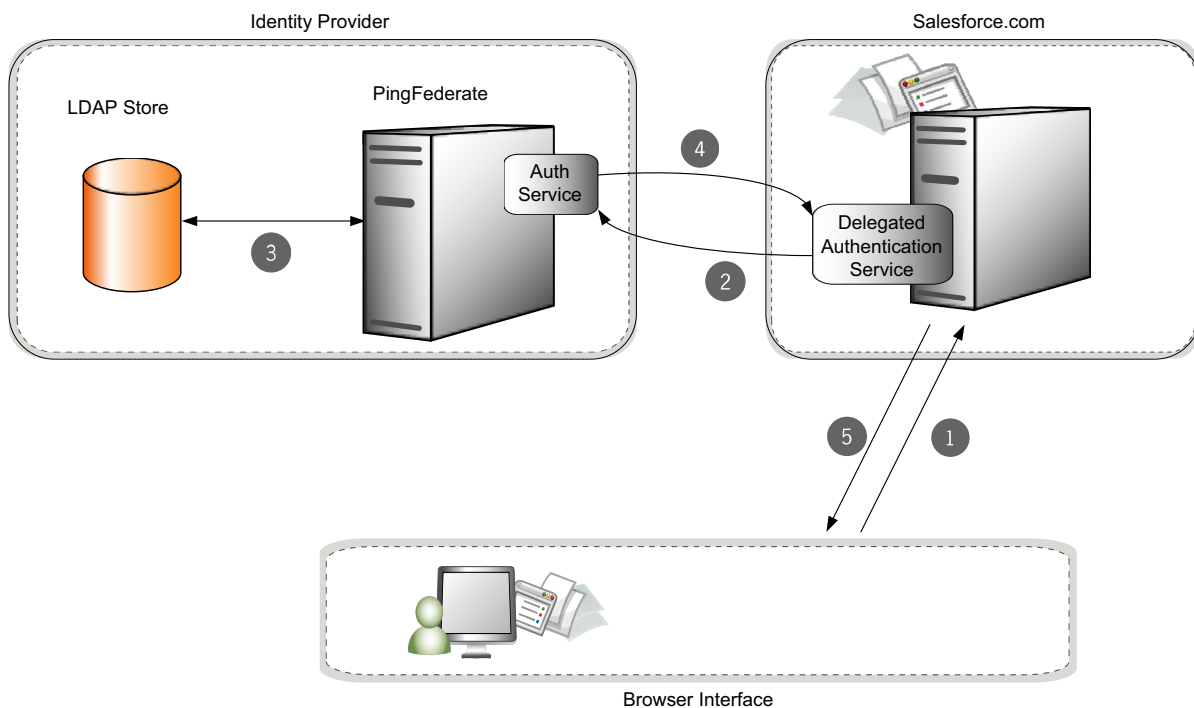 Identity Provider
Salesforce.com
LDAP Store
PingFederate
Auth
Service
4
Delegated
Authentication
Service
3
2
5
1
Browser Interface